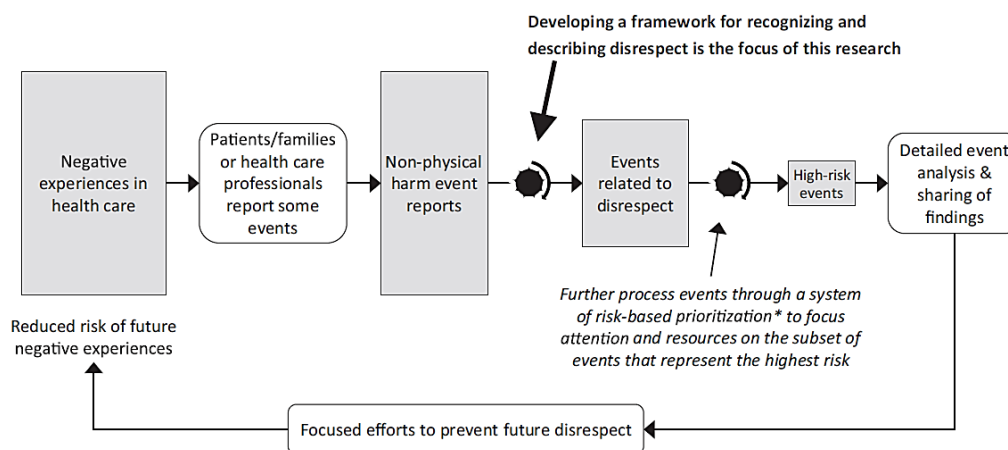 Developing a framework for recognizing and
describing disrespect is the focus of this research
Negative
experiences in
health care
Patients/families
or health care
professionals
report some
events
Non-physical
harm event
reports
Events
related to
disrespect
High-risk
events
Detailed event
analysis &
sharing of
findings
Further process events through a system
of risk-based prioritization* to focus
attention and resources on the subset of
events that represent the highest risk
Reduced risk of future
negative experiences
Focused efforts to prevent future disrespect